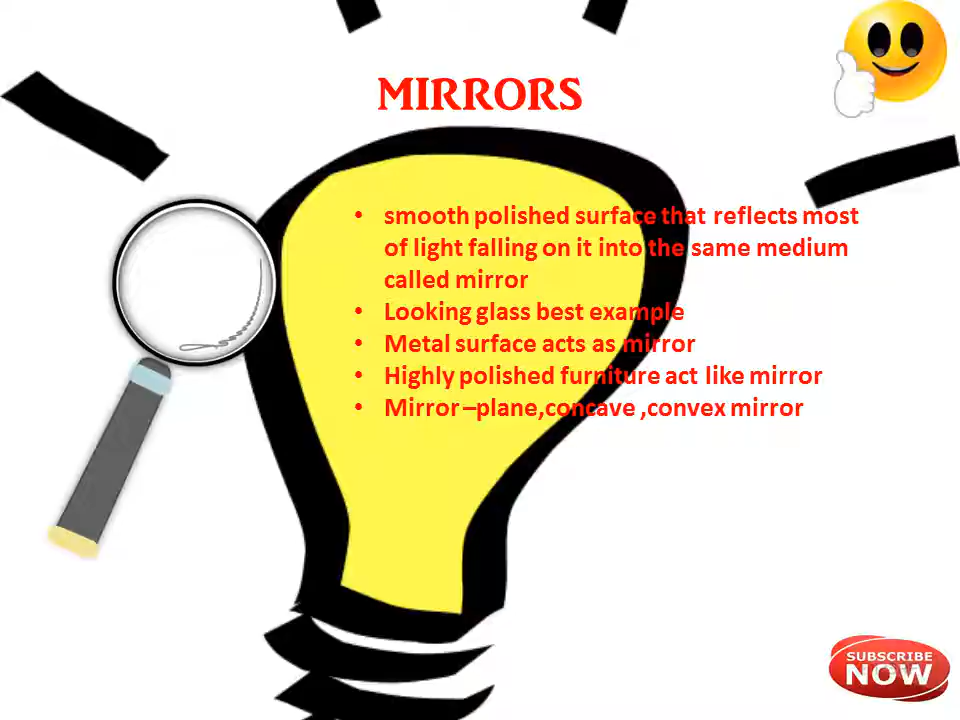 MIRRORS
• smooth polished surface that reflects most
of light falling on it into the same medium
called mirror
• Looking glass best example
• Metal surface acts as mirror
• Highly polished furniture act like mirror
• Mirror –plane,concave ,convex mirror
SUBSCRIBE
NOW